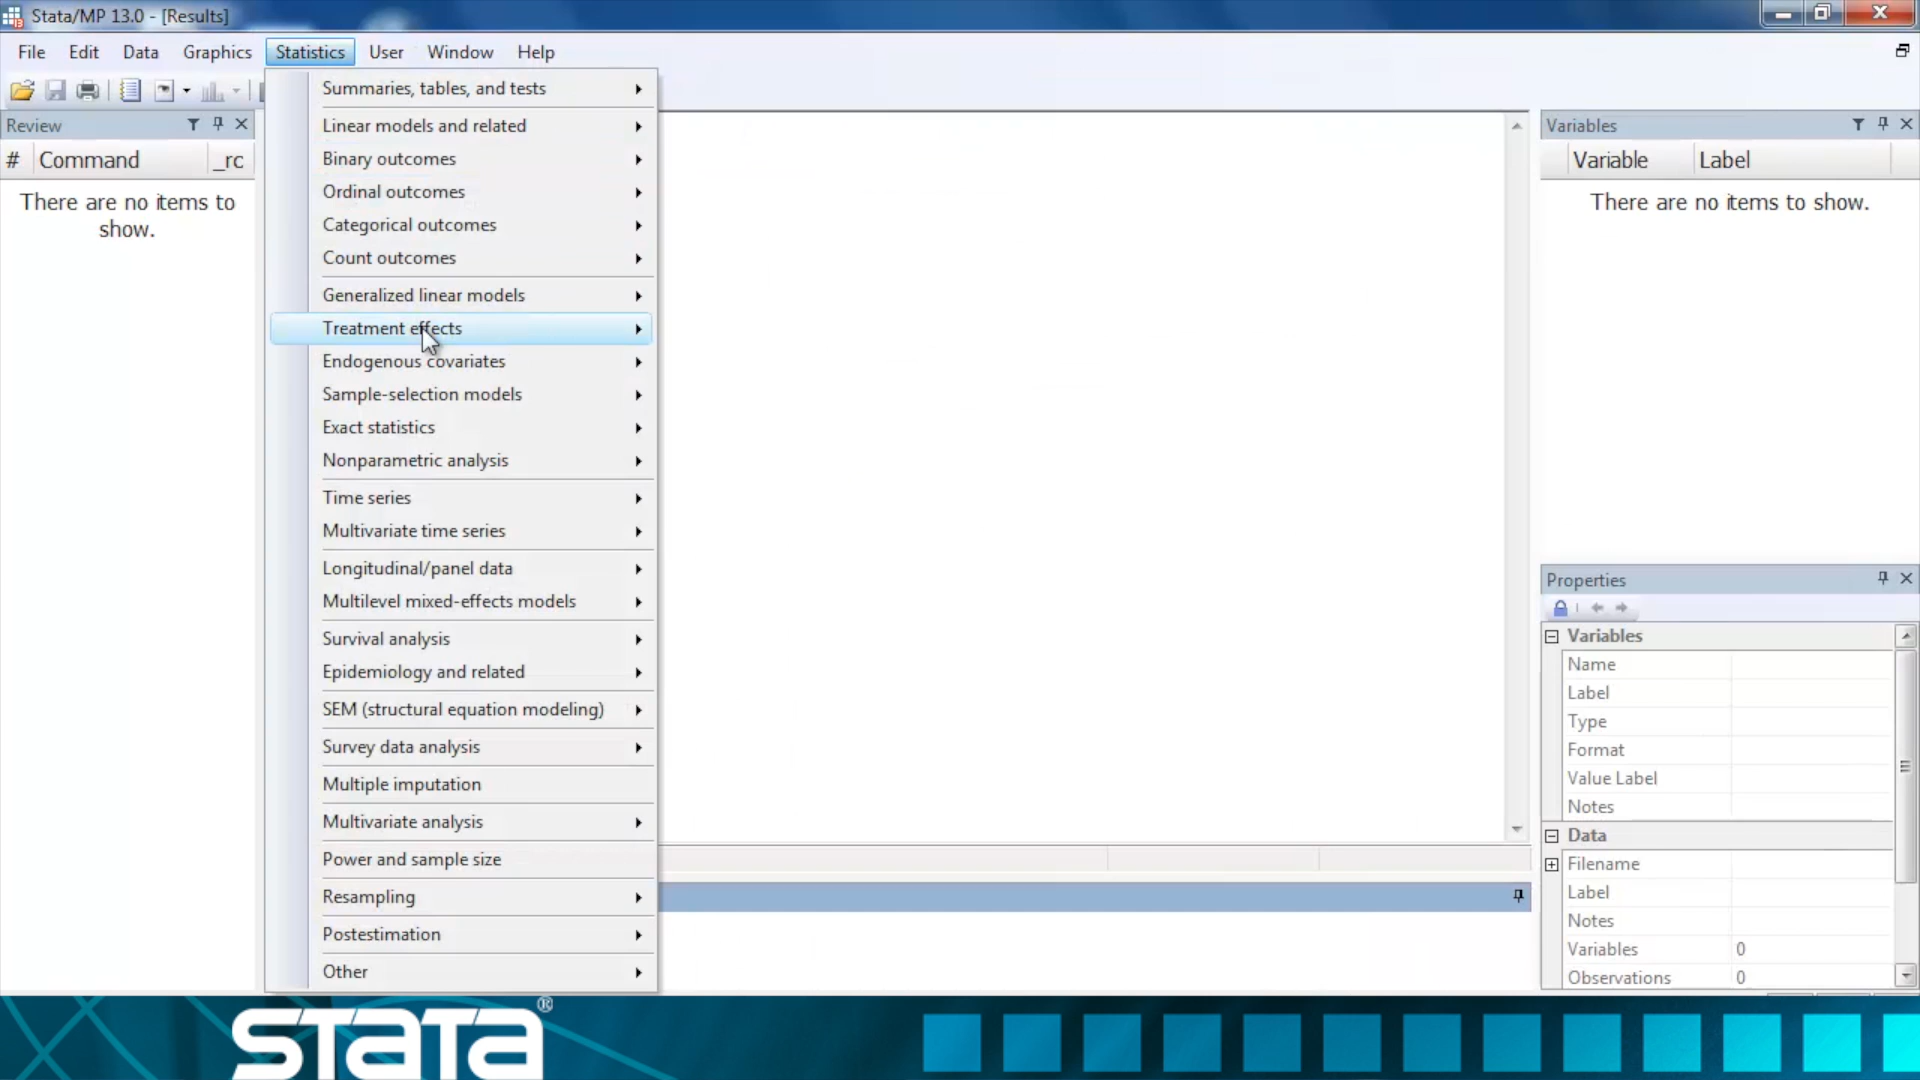 Stata/MP 13.0 - [Results]
File Edit Data Graphics Statistics User Window Help
Review
# Command _rc
There are no items to
show.
Summaries, tables, and tests
Linear models and related
Binary outcomes
Ordinal outcomes
Categorical outcomes
Count outcomes
Generalized linear models
Treatment effects
Endogenous covariates
Sample-selection models
Exact statistics
Nonparametric analysis
Time series
Multivariate time series
Longitudinal/panel data
Multilevel mixed-effects models
Survival analysis
Epidemiology and related
SEM (structural equation modeling)
Survey data analysis
Multiple imputation
Multivariate analysis
Power and sample size
Resampling
Postestimation
Other
Variables
Variable Label
There are no items to show.
Properties
Variables
Name
Label
Type
Format
Value Label
Notes
Data
Filename
Label
Notes
Variables 0
Observations 0
STATA®